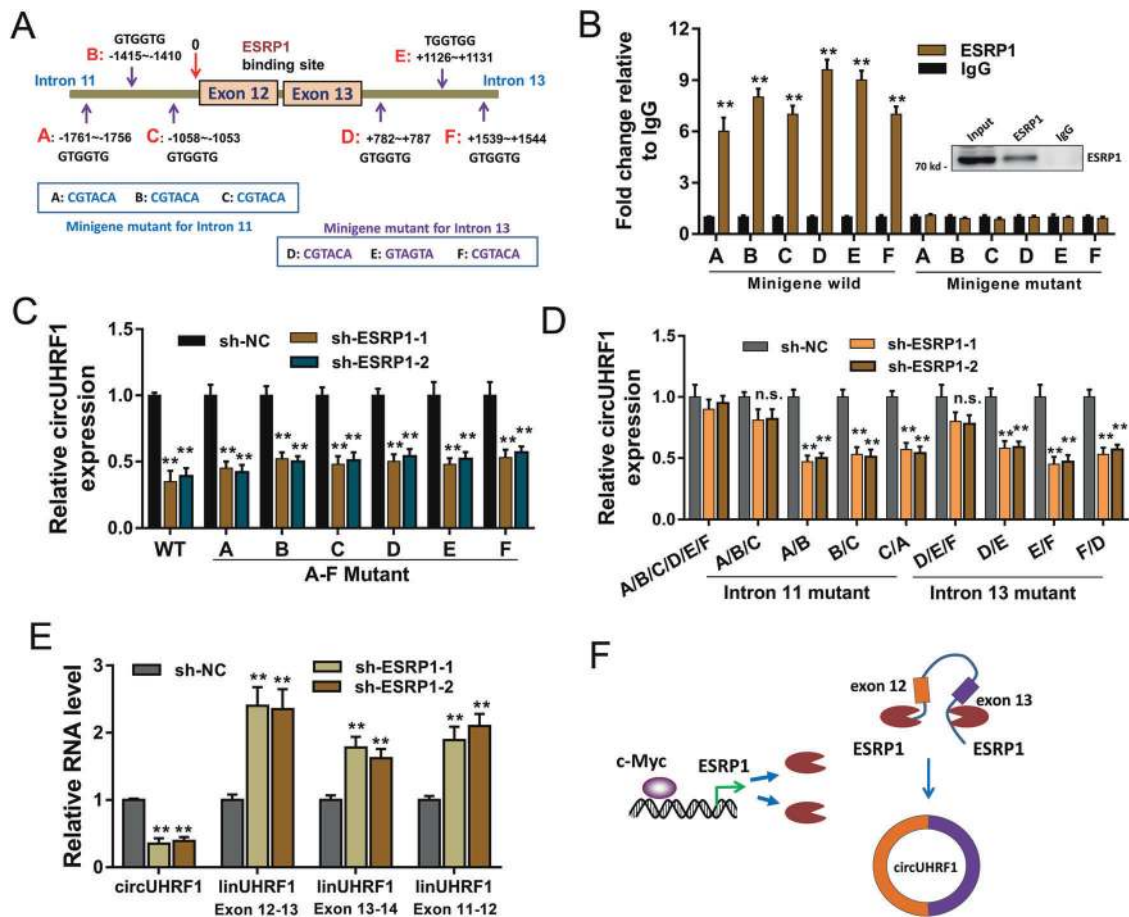 A
GTGGTG
B: -1415~-1410
0
ESRP1
binding site
TGGTGG
E: +1126~+1131
Intron 11
Intron 13
Exon 12
Exon 13
A: -1761~-1756
GTGGTG
C: -1058~-1053
GTGGTG
D: +782~+787
GTGGTG
F: +1539~+1544
GTGGTG
A: CGTACA B: CGTACA C: CGTACA
Minigene mutant for Intron 11
Minigene mutant for Intron 13
D: CGTACA E: GTAGTA F: CGTACA
B
Fold change relative
to IgG
12
9
6
3
0
ESRP1
IgG
** ** ** ** ** **
Input ESRP1 IgG
70 kd -
ESRP1
A B C D E F A B C D E F
Minigene wild
Minigene mutant
C
Relative circUHRF1
expression
1.5
1.0
0.5
0.0
sh-NC
sh-ESRP1-1
sh-ESRP1-2
** ** ** ** ** ** ** ** ** ** ** ** ** **
WT A B C D E F
A-F Mutant
D
Relative circUHRF1
expression
1.5
1.0
0.5
0.0
sh-NC
sh-ESRP1-1
sh-ESRP1-2
n.s. ** ** ** ** ** ** n.s. ** ** ** ** ** **
A/B/C/D/E/F A/B/C A/B B/C C/A D/E/F D/E E/F F/D
Intron 11 mutant
Intron 13 mutant
E
Relative RNA level
3
2
1
0
sh-NC
sh-ESRP1-1
sh-ESRP1-2
** ** ** ** ** ** ** **
circUHRF1 linUHRF1 linUHRF1 linUHRF1
Exon 12-13 Exon 13-14 Exon 11-12
F
exon 12
exon 13
ESRP1
ESRP1
c-Myc
ESRP1
circUHRF1